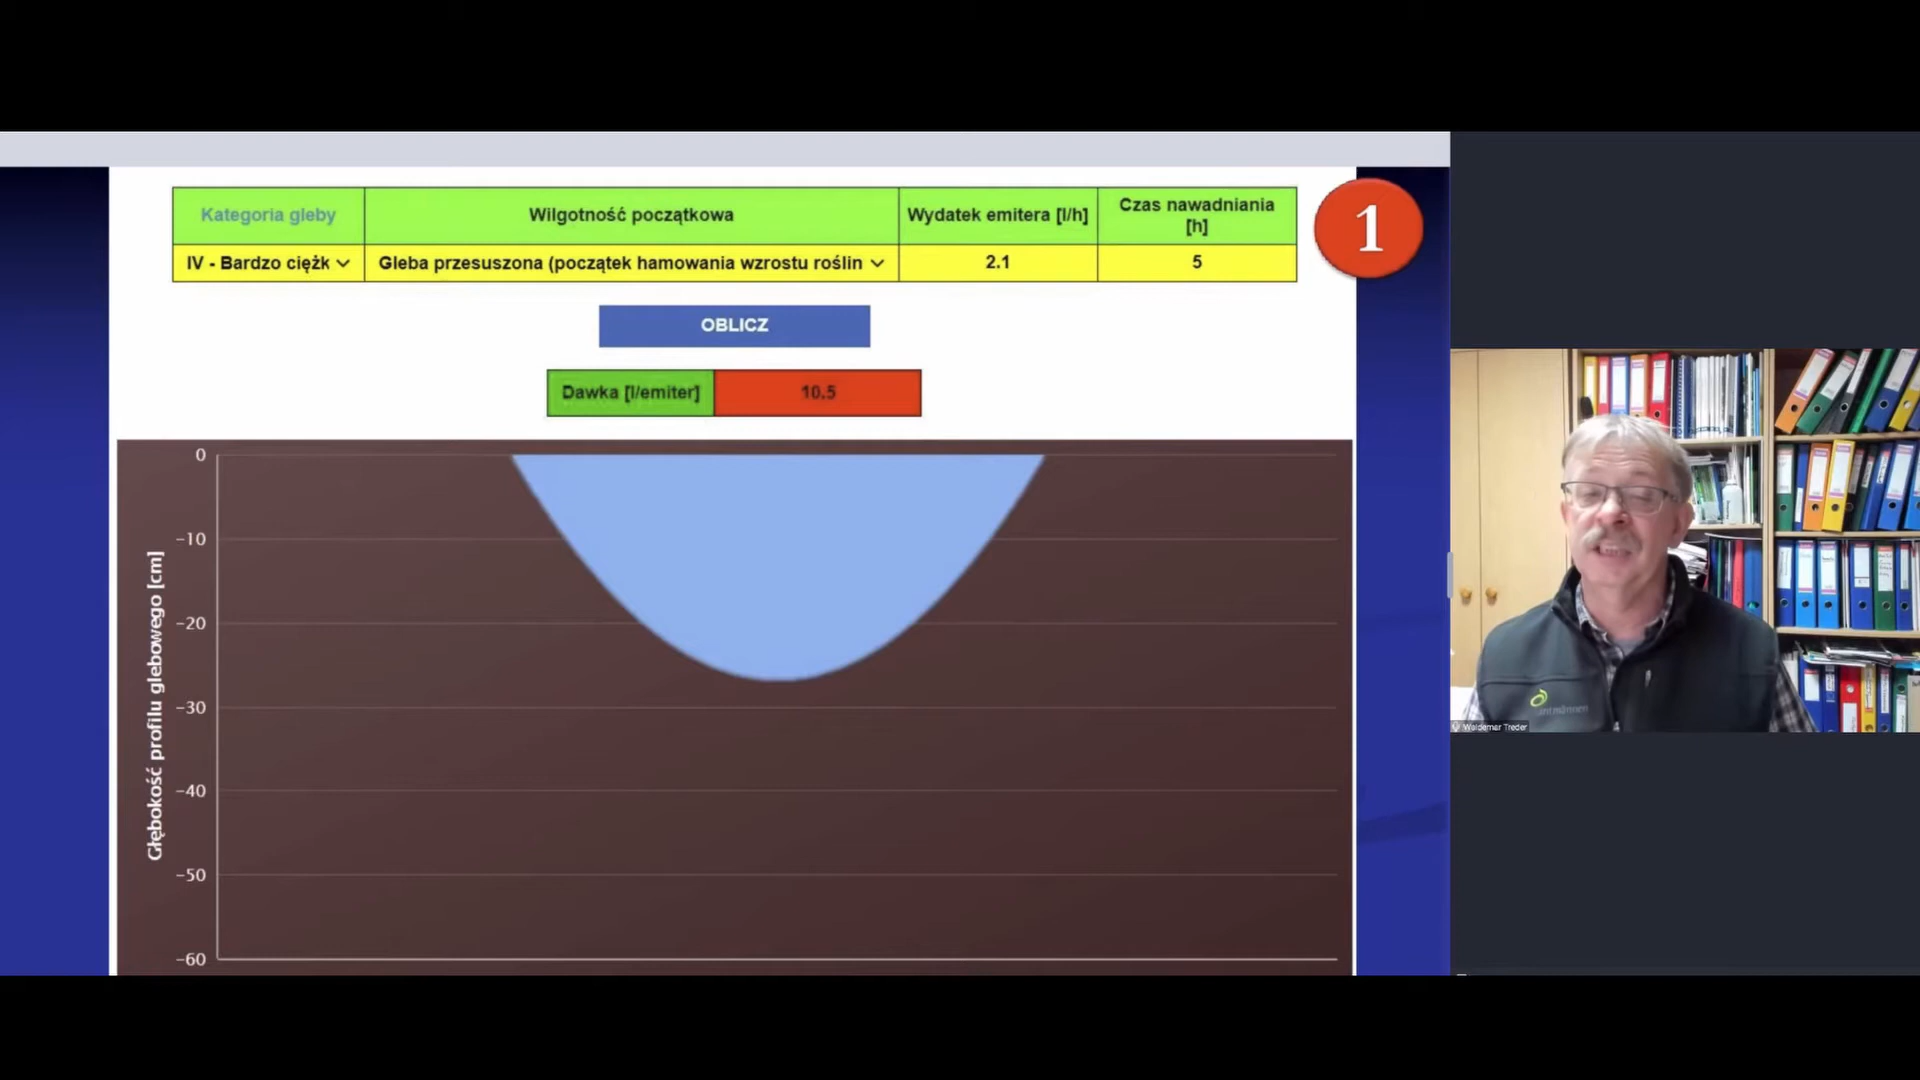 Kategoria gleby
Wilgotność początkowa
Wydatek emitera [l/h]
Czas nawadniania
[h]
1
IV - Bardzo ciężk
Gleba przesuszona (początek hamowania wzrostu roślin
2.1
5
OBLICZ
Dawka [l/emiter]
10.5
Głębokość profilu glebowego [cm]
0
−10
−20
−30
−40
−50
−60
Waldemar Treder